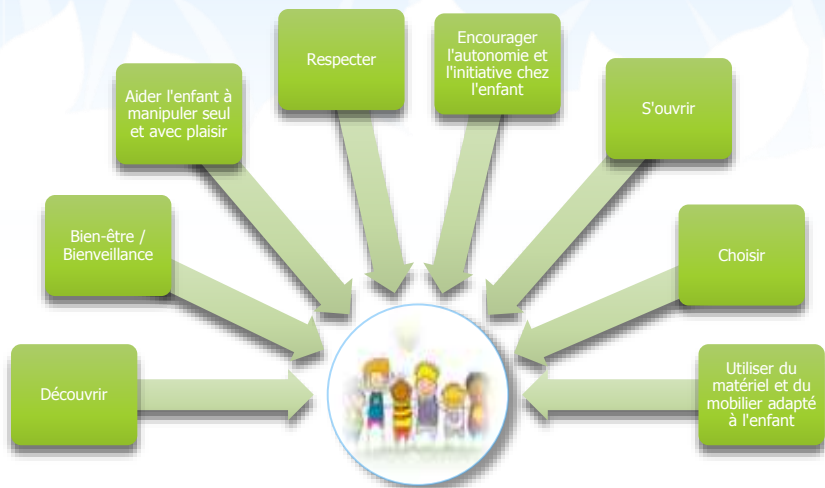 Découvrir
Bien-être /
Bienveillance
Aider l'enfant à
manipuler seul
et avec plaisir
Respecter
Encourager
l'autonomie et
l'initiative chez
l'enfant
S'ouvrir
Choisir
Utiliser du
matériel et du
mobilier adapté
à l'enfant